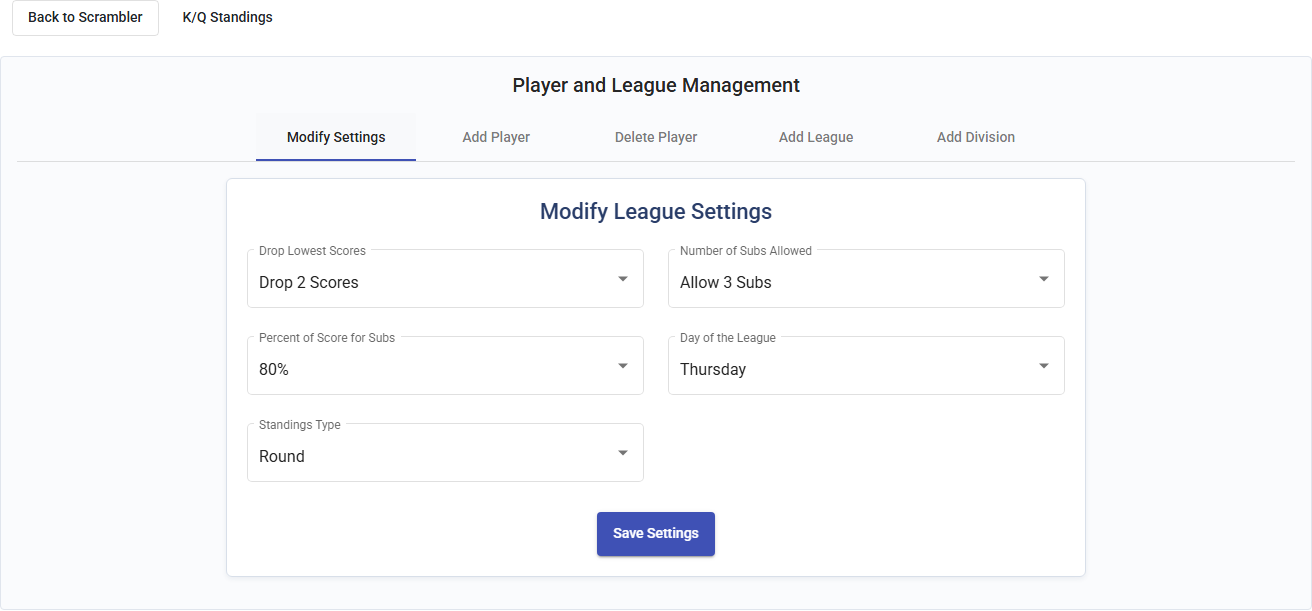 Back to Scrambler K/Q Standings
Player and League Management
Modify Settings Add Player Delete Player Add League Add Division
Modify League Settings
Drop Lowest Scores Number of Subs Allowed
Drop 2 Scores Allow 3 Subs
Percent of Score for Subs Day of the League
80% Thursday
Standings Type
Round
Save Settings